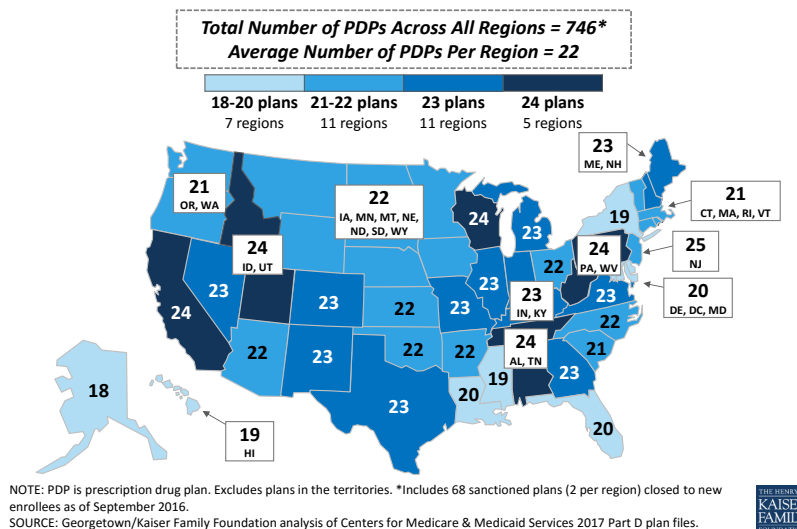 Total Number of PDPs Across All Regions = 746*
Average Number of PDPs Per Region = 22
18-20 plans 21-22 plans 23 plans 24 plans
7 regions 11 regions 11 regions 5 regions
23
ME, NH
21
OR, WA
22
IA, MN, MT, NE,
ND, SD, WY
21
CT, MA, RI, VT
24
19
23
24
ID, UT
24
PA, WV
25
NJ
22
20
DE, DC, MD
24
23
23
23
23
IN, KY
23
22
23
22
22
23
22
22
24
AL, TN
21
18
23
20
19
23
20
19
HI
NOTE: PDP is prescription drug plan. Excludes plans in the territories. *Includes 68 sanctioned plans (2 per region) closed to new
enrollees as of September 2016.
SOURCE: Georgetown/Kaiser Family Foundation analysis of Centers for Medicare & Medicaid Services 2017 Part D plan files.
THE HENRY
KAISE
FAMIL